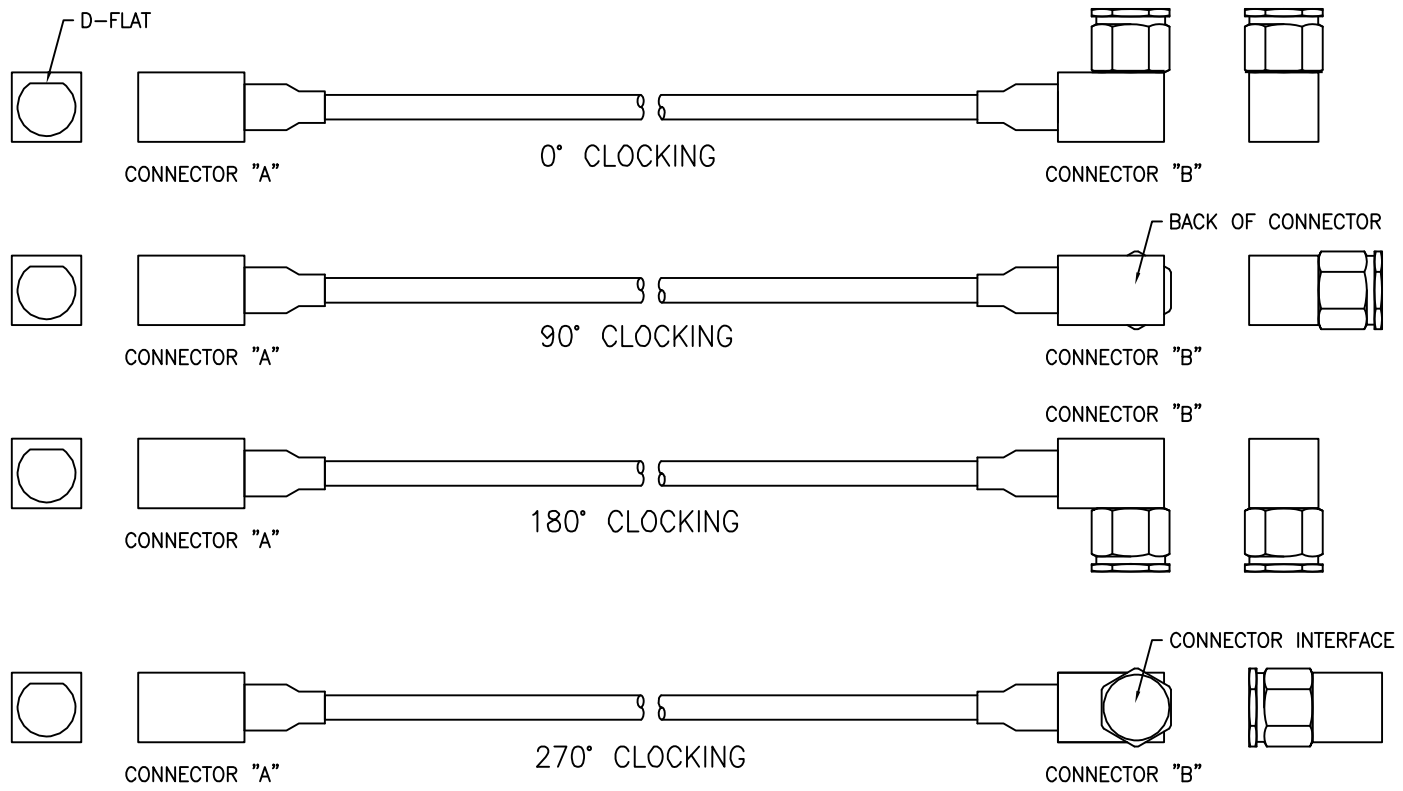 D-FLAT
CONNECTOR "A"
0° CLOCKING
CONNECTOR "B"
BACK OF CONNECTOR
CONNECTOR "A"
90° CLOCKING
CONNECTOR "B"
CONNECTOR "B"
CONNECTOR "A"
180° CLOCKING
CONNECTOR INTERFACE
CONNECTOR "A"
270° CLOCKING
CONNECTOR "B"